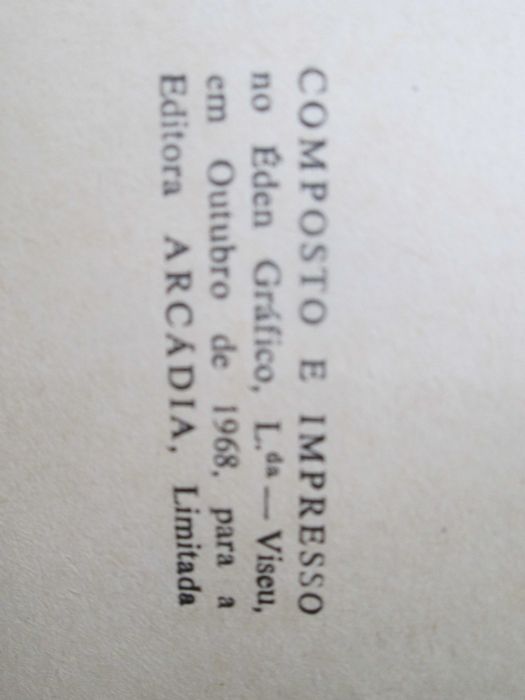 COMPOSTO E IMPRESSO
no Éden Gráfico, L.da — Viseu,
em Outubro de 1968, para a
Editora ARCÁDIA, Limitada